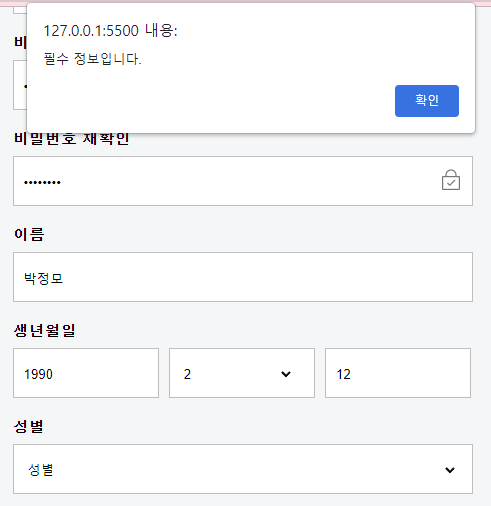 127.0.0.1:5500 내용:
필수 정보입니다.
확인
비
비밀번호 재확인
••••••••
이름
박정모
생년월일
1990 2 12
성별
성별